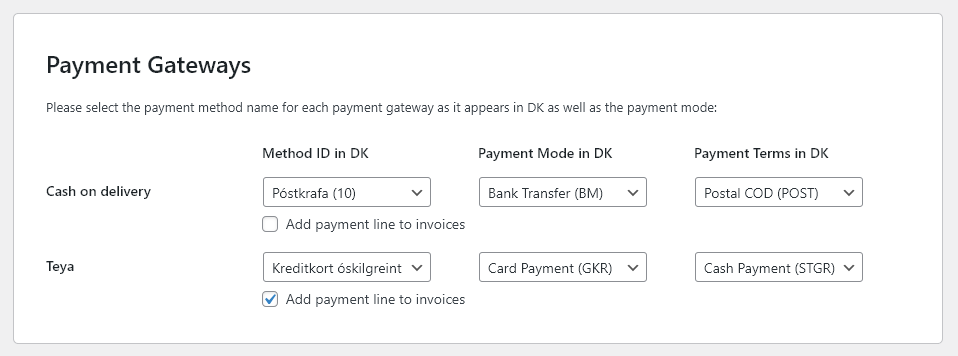 Payment Gateways
Please select the payment method name for each payment gateway as it appears in DK as well as the payment mode:
Method ID in DK Payment Mode in DK Payment Terms in DK
Cash on delivery Póstkrafa (10) Bank Transfer (BM) Postal COD (POST)
Add payment line to invoices
Teya Kreditkort óskilgreint Card Payment (GKR) Cash Payment (STGR)
Add payment line to invoices